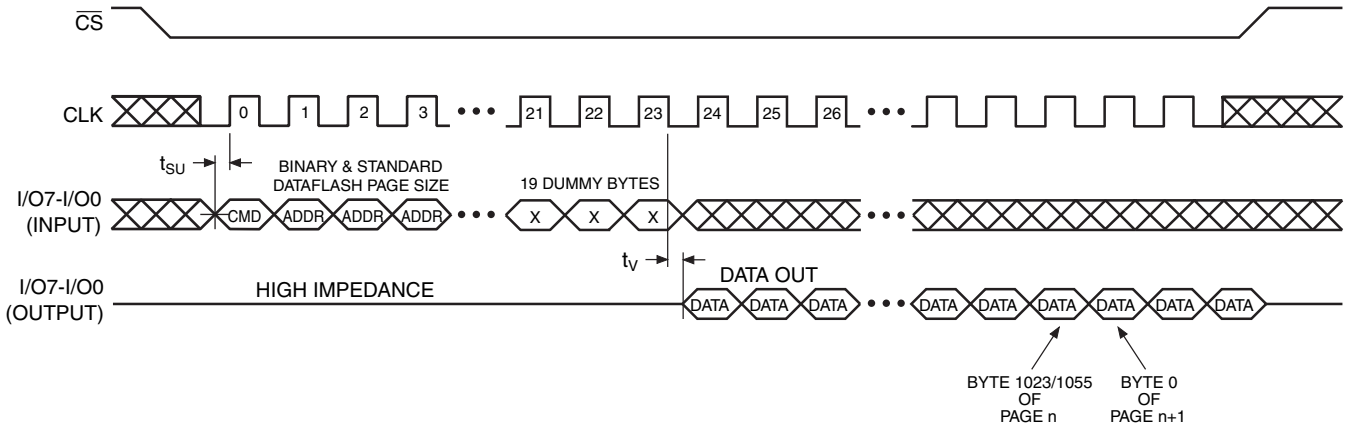 CS
CLK
0 1 2 3 ••• 21 22 23 24 25 26 •••
tSU
BINARY & STANDARD
DATAFLASH PAGE SIZE
19 DUMMY BYTES
I/O7-I/O0
(INPUT)
CMD ADDR ADDR ADDR ••• X X X •••
tV
DATA OUT
I/O7-I/O0
(OUTPUT)
HIGH IMPEDANCE
DATA DATA DATA ••• DATA DATA DATA DATA DATA DATA
BYTE 1023/1055
OF
PAGE n
BYTE 0
OF
PAGE n+1